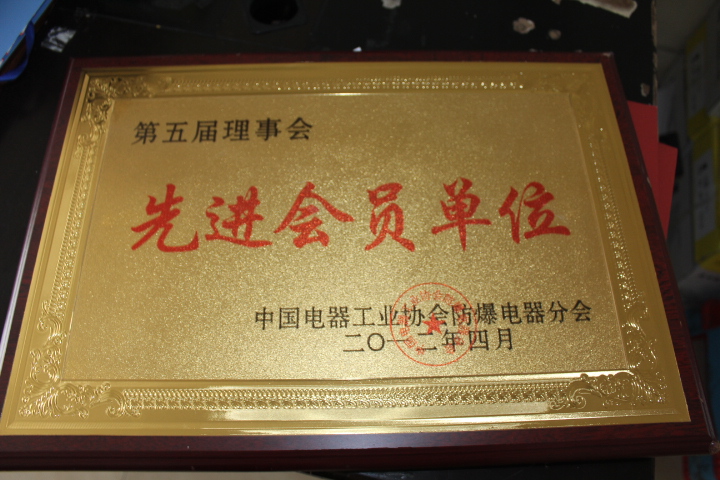 第五届理事会
先进会员单位
中国电器工业协会防爆电器分会
二〇一二年四月